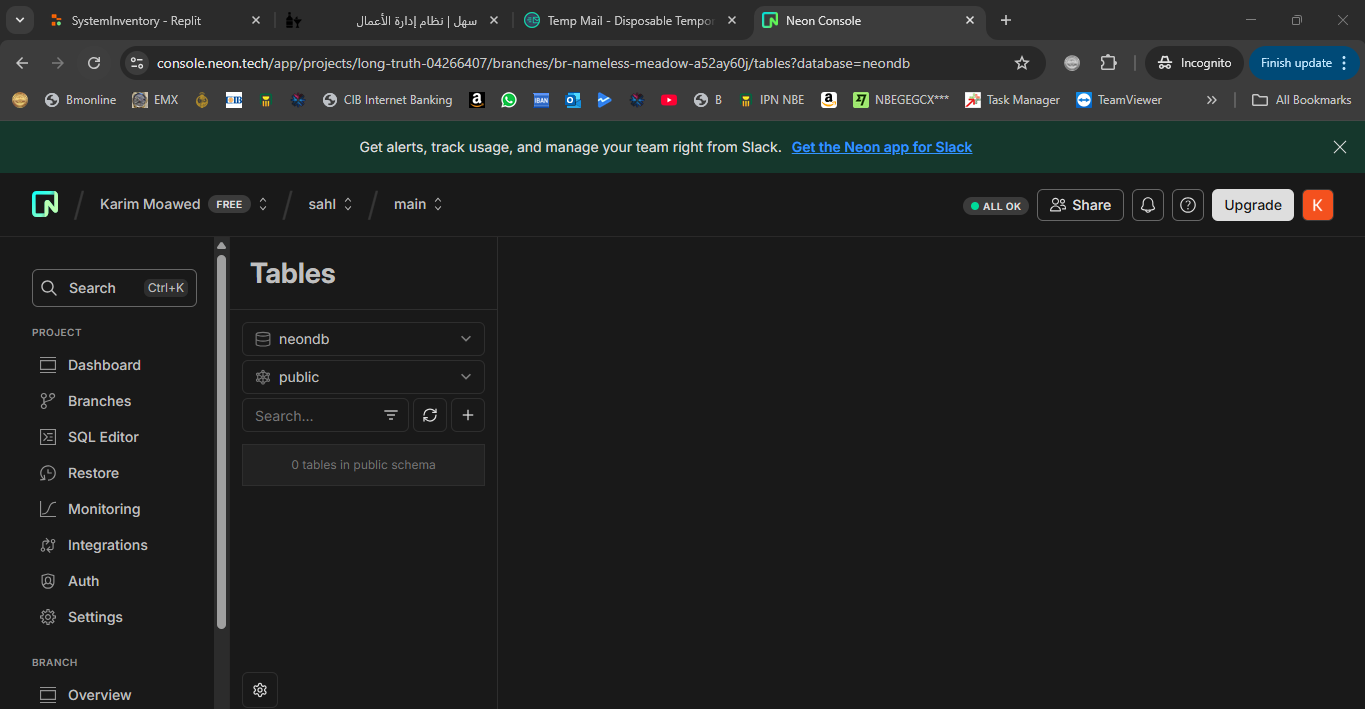 SystemInventory - Replit
سهل | نظام إدارة الأعمال
Temp Mail - Disposable Tempor
Neon Console
console.neon.tech/app/projects/long-truth-04266407/branches/br-nameless-meadow-a52ay60j/tables?database=neondb
Incognito
Finish update
Bmonline
EMX
CIB
CIB Internet Banking
a
IBAN
B
IPN NBE
a
NBEGEGCX***
Task Manager
TeamViewer
All Bookmarks
Get alerts, track usage, and manage your team right from Slack. Get the Neon app for Slack
Karim Moawed FREE
sahl
main
ALL OK
Share
Upgrade
K
Search Ctrl+K
PROJECT
Dashboard
Branches
SQL Editor
Restore
Monitoring
Integrations
Auth
Settings
BRANCH
Overview
Tables
neondb
public
Search...
0 tables in public schema